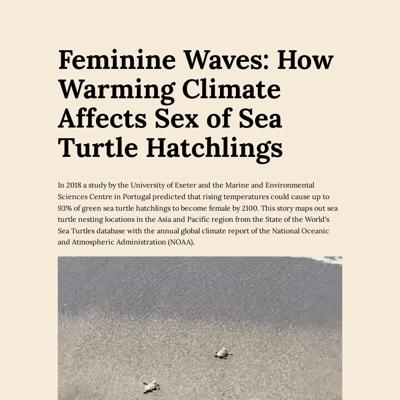 Feminine Waves: How
Warming Climate
Affects Sex of Sea
Turtle Hatchlings
In 2018 a study by the University of Exeter and the Marine and Environmental
Sciences Centre in Portugal predicted that rising temperatures could cause up to
93% of green sea turtle hatchlings to become female by 2100. This story maps out sea
turtle nesting locations in the Asia and Pacific region from the State of the World's
Sea Turtles database with the annual global climate report of the National Oceanic
and Atmospheric Administration (NOAA).